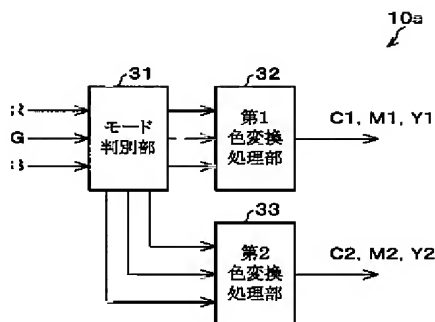 10a
31
32
R
G
B
モード
判別部
第1
色変換
処理部
C1, M1, Y1
33
第2
色変換
処理部
C2, M2, Y2